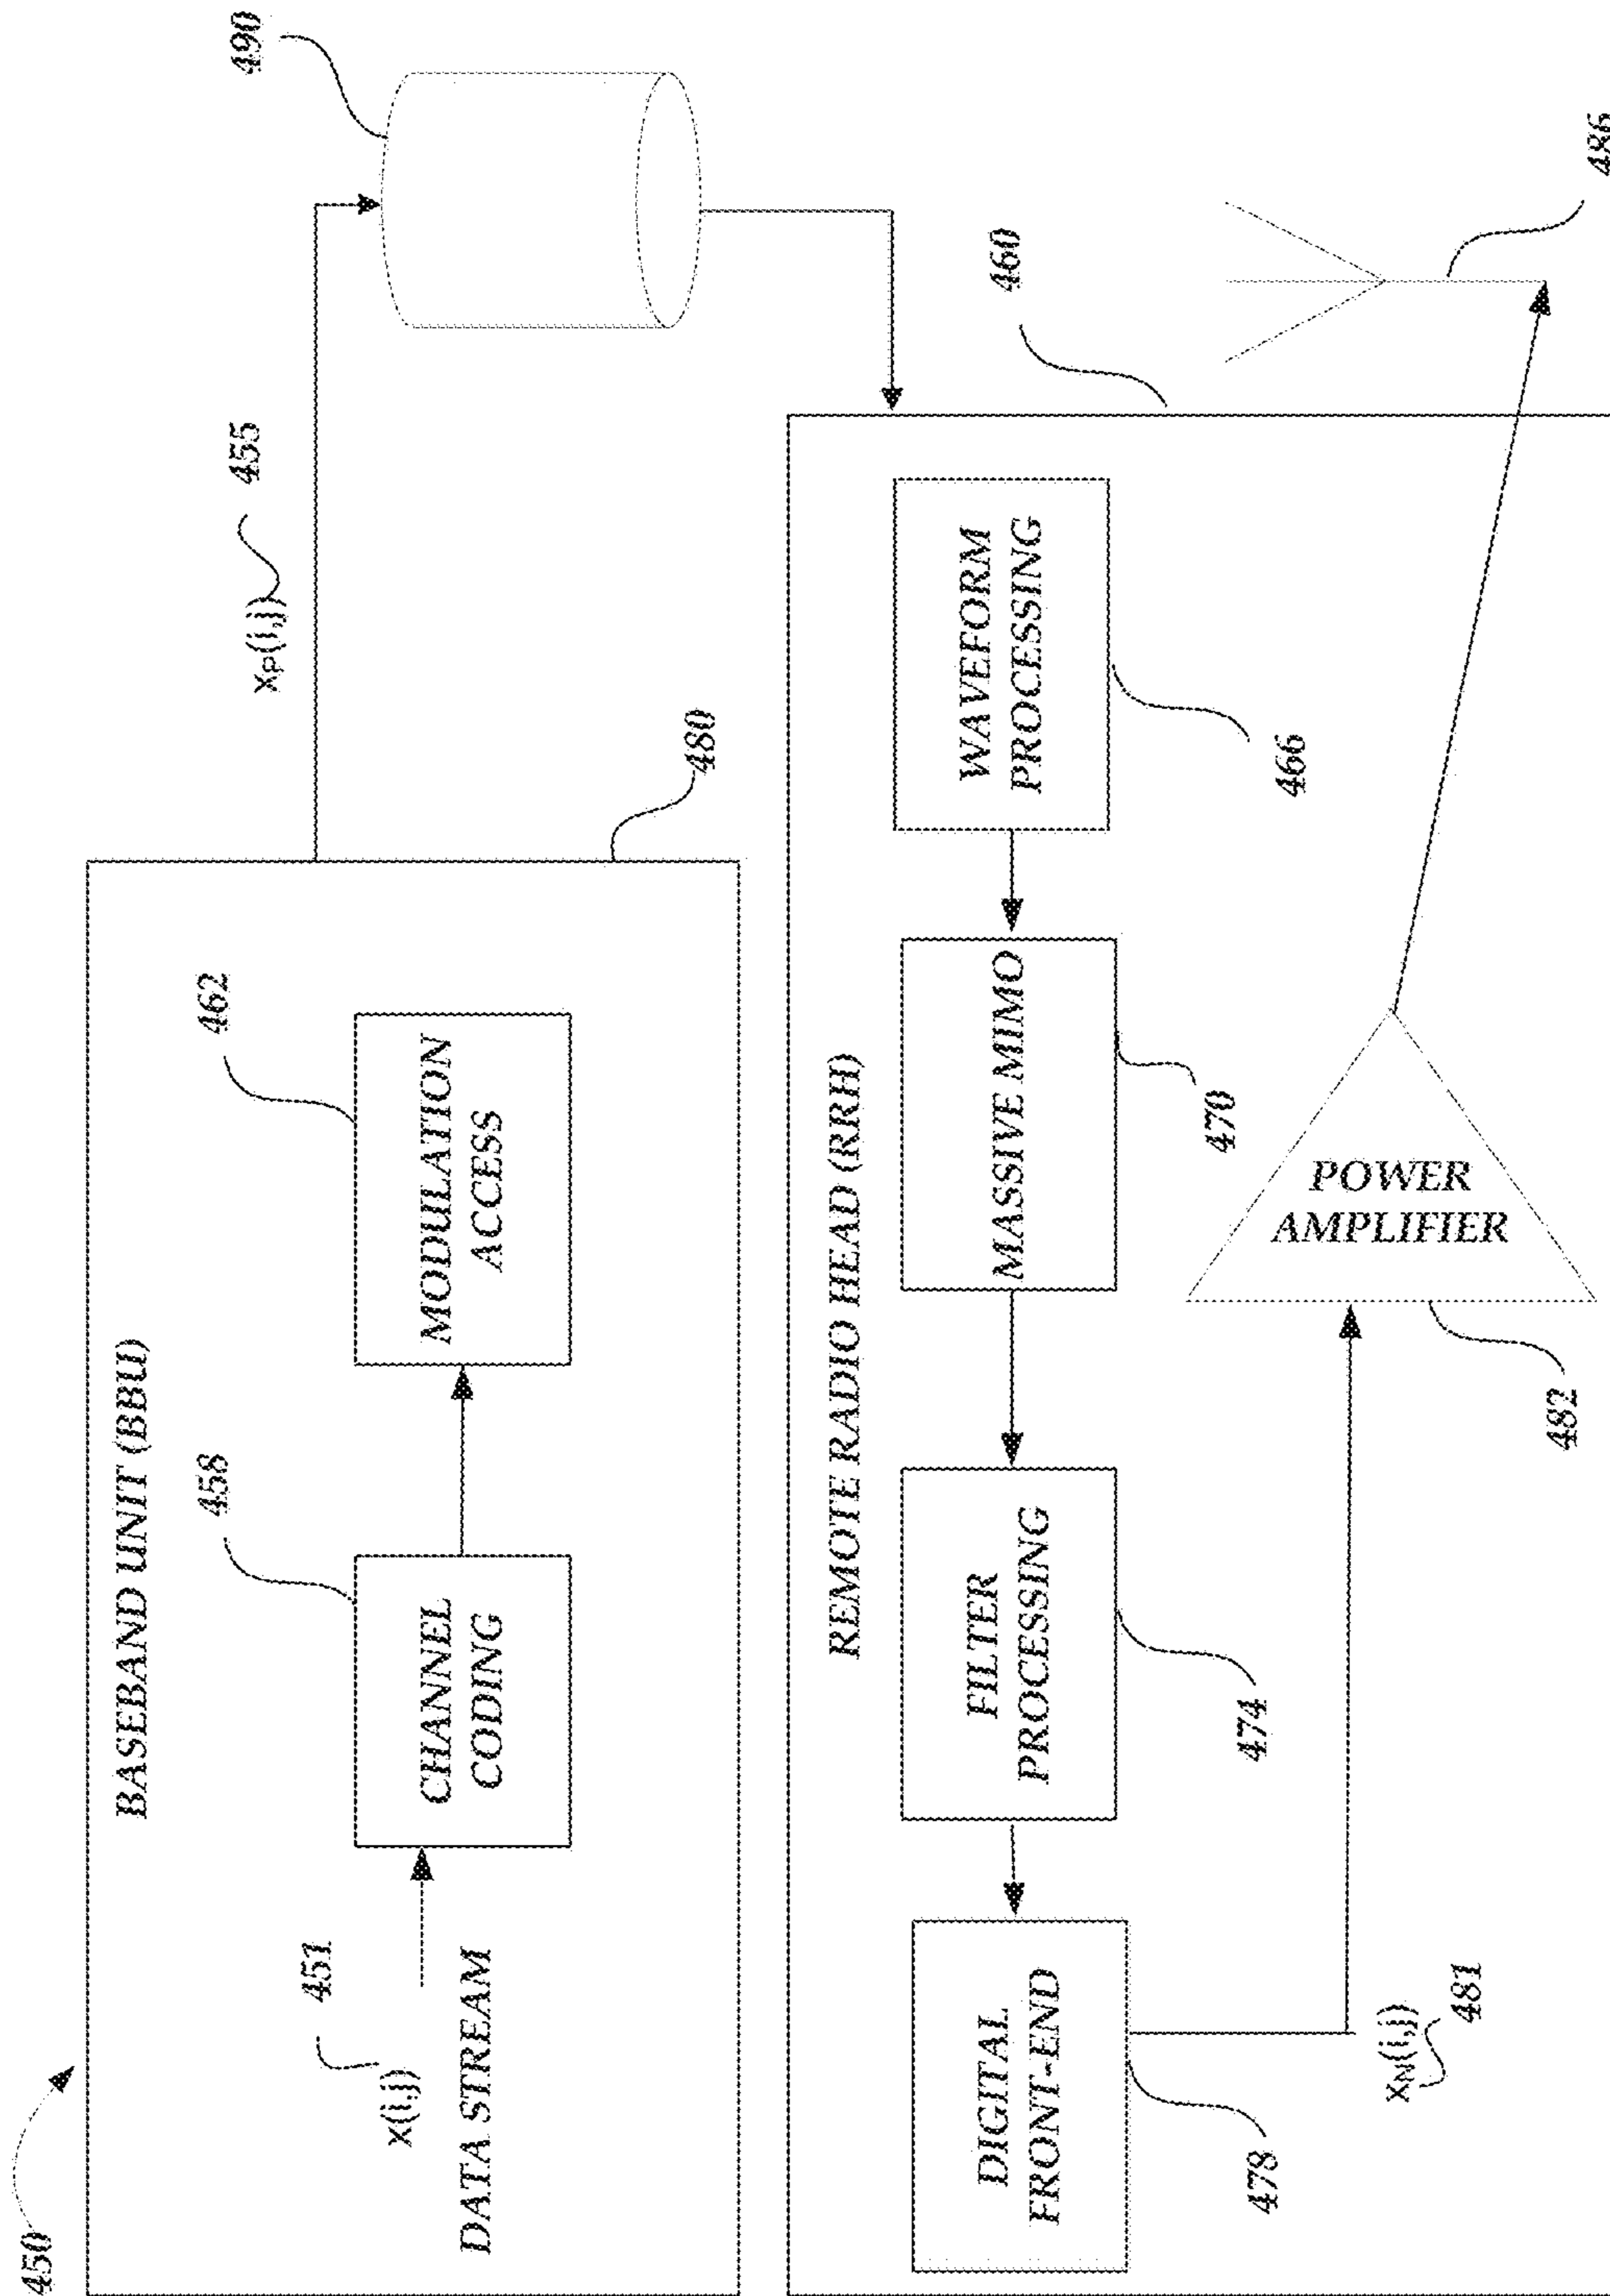 450
BASEBAND UNIT (BBU)
451
x(i,j)
DATA STREAM
458
CHANNEL
CODING
462
MODULATION
ACCESS
480
xP(i,j)
455
490
REMOTE RADIO HEAD (RRH)
460
WAVEFORM
PROCESSING
466
MASSIVE MIMO
470
FILTER
PROCESSING
474
DIGITAL
FRONT-END
478
xN(i,j)
481
POWER
AMPLIFIER
482
486